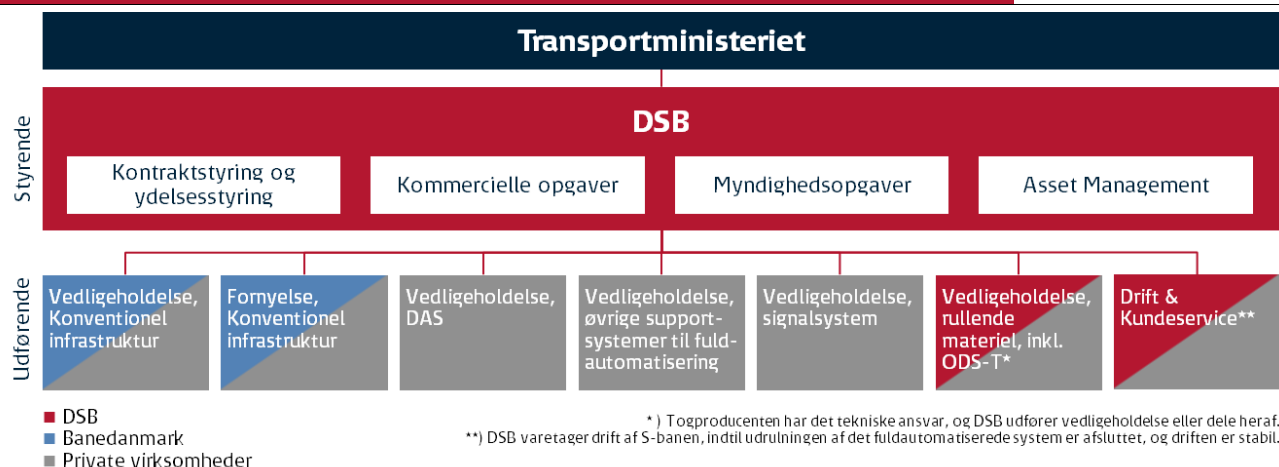 Transportministeriet
Styrende
DSB
Kontraktstyring og
ydelsesstyring
Kommercielle opgaver
Myndighedsopgaver
Asset Management
Udførende
Vedligeholdelse,
Konventionel
infrastruktur
Fornyelse,
Konventionel
infrastruktur
Vedligeholdelse,
DAS
Vedligeholdelse,
øvrige support-
systemer til fuld-
automatisering
Vedligeholdelse,
signalsystem
Vedligeholdelse,
rullende
materiel, inkl.
ODS-T*
Drift &
Kundeservice**
DSB
Banedanmark
Private virksomheder
* ) Togproducenten har det tekniske ansvar, og DSB udfører vedligeholdelse eller dele heraf.
**) DSB varetager drift af S-banen, indtil udrulningen af det fuldautomatiserede system er afsluttet, og driften er stabil.